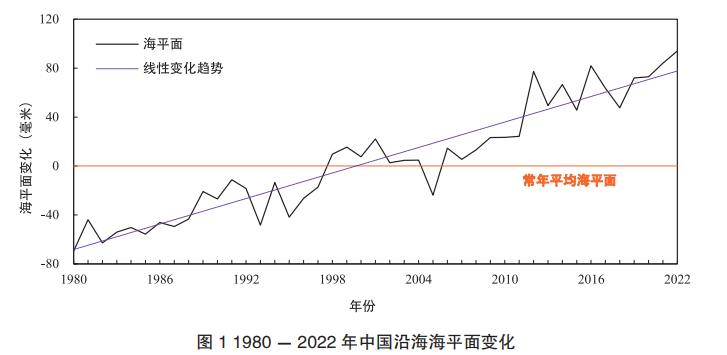 120
80
40
0
-40
-80
海平面变化（毫米）
海平面
线性变化趋势
常年平均海平面
1980 1986 1992 1998 2004 2010 2016 2022
年份
图 1 1980 — 2022 年中国沿海海平面变化